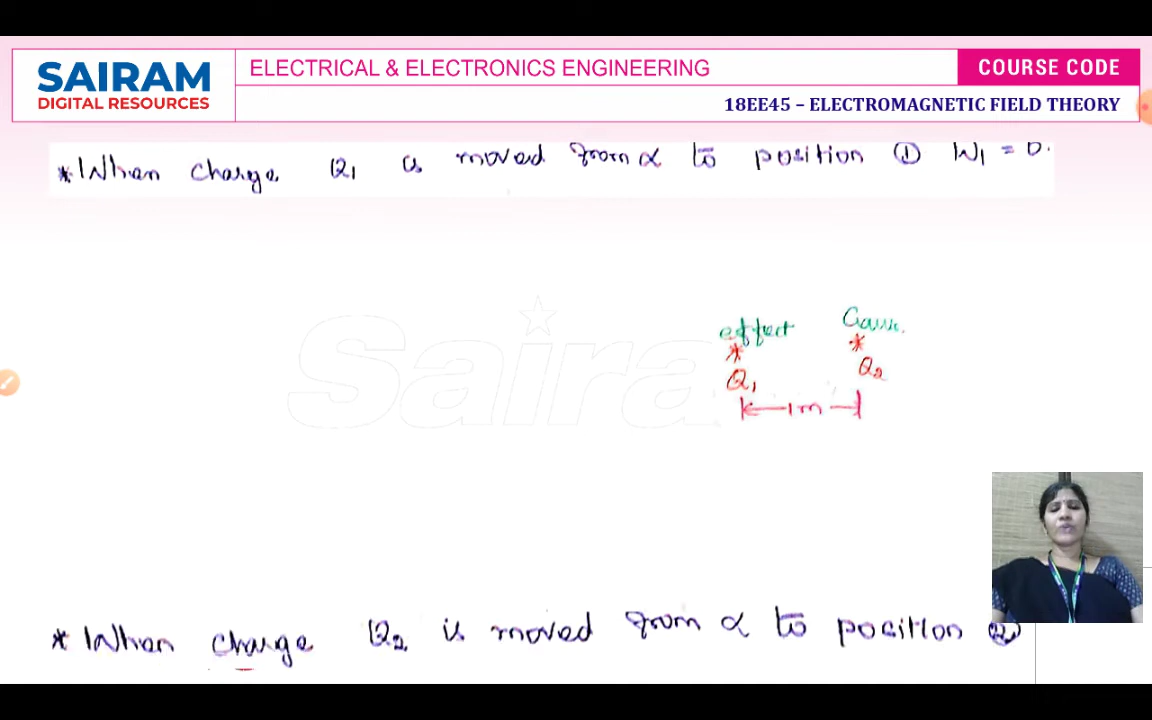 SAIRAM
DIGITAL RESOURCES
ELECTRICAL & ELECTRONICS ENGINEERING
COURSE CODE
18EE45 – ELECTROMAGNETIC FIELD THEORY
* When charge Q₁ is moved from α to position ① W₁ = 0.
Saira
effect
* *
Q₁ Q₂
1m
* When charge Q₂ is moved from α to position ②